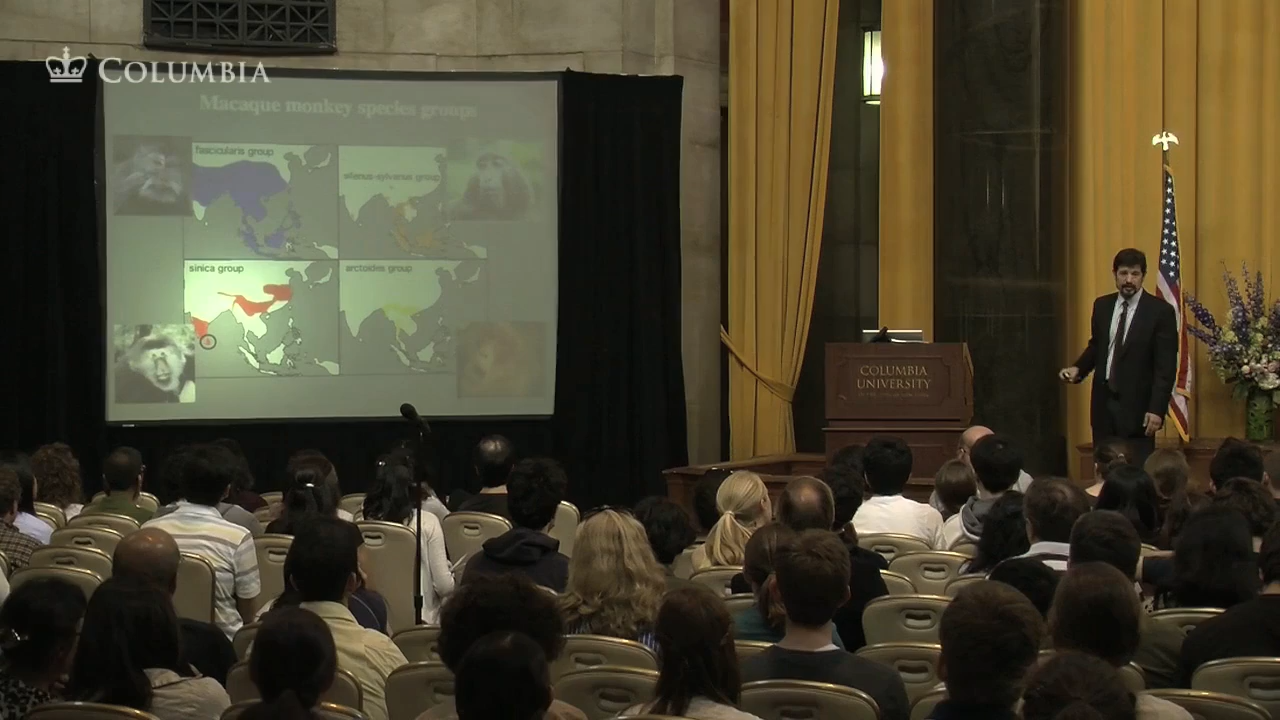 COLUMBIA
Macaque monkey species groups
fascicularis group
silenus-sylvanus group
sinica group
arctoides group
COLUMBIA
UNIVERSITY